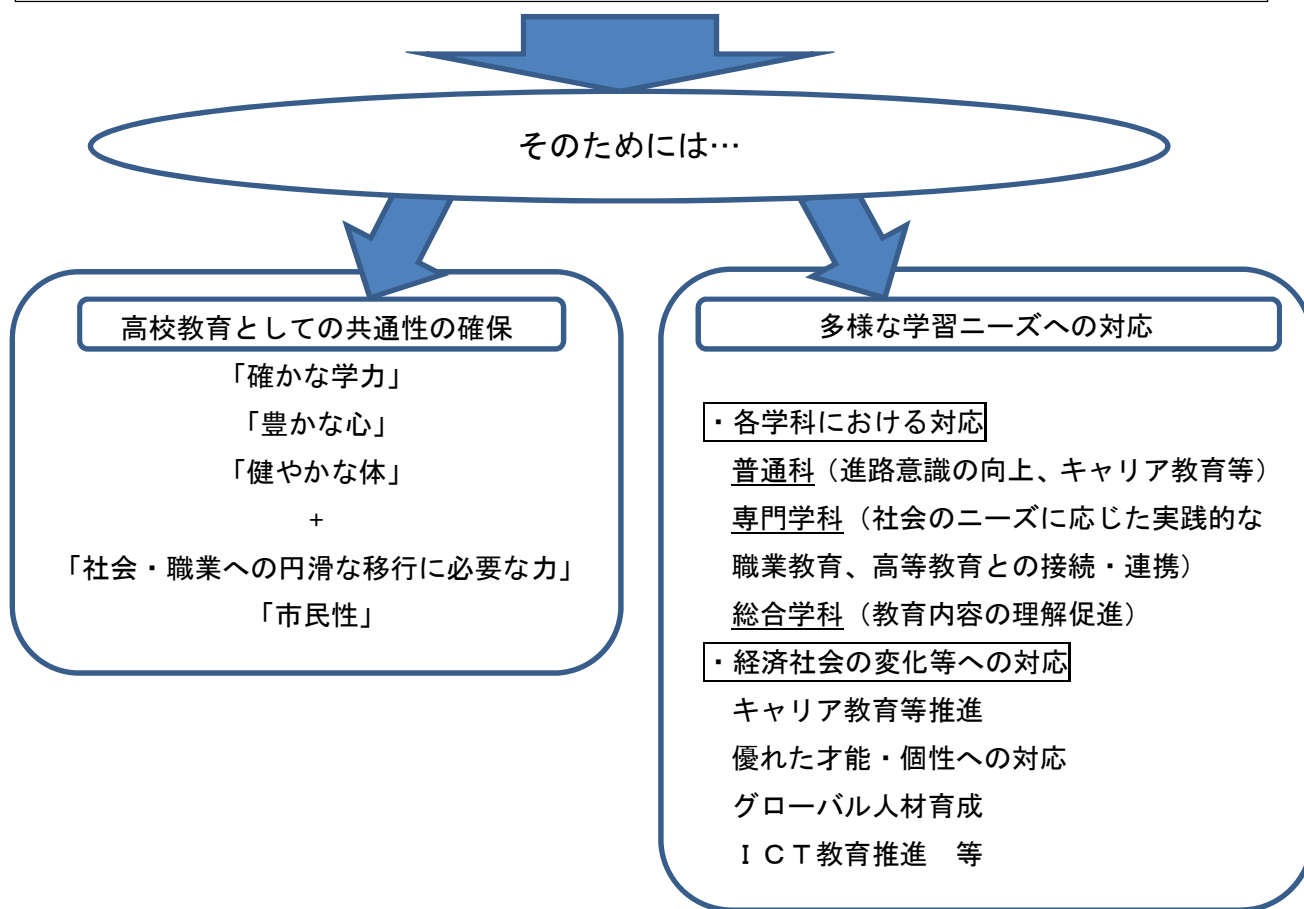 そのためには…
高校教育としての共通性の確保
「確かな学力」
「豊かな心」
「健やかな体」
+
「社会・職業への円滑な移行に必要な力」
「市民性」
多様な学習ニーズへの対応
・各学科における対応
普通科（進路意識の向上、キャリア教育等）
専門学科（社会のニーズに応じた実践的な
職業教育、高等教育との接続・連携）
総合学科（教育内容の理解促進）
・経済社会の変化等への対応
キャリア教育等推進
優れた才能・個性への対応
グローバル人材育成
ＩＣＴ教育推進　等